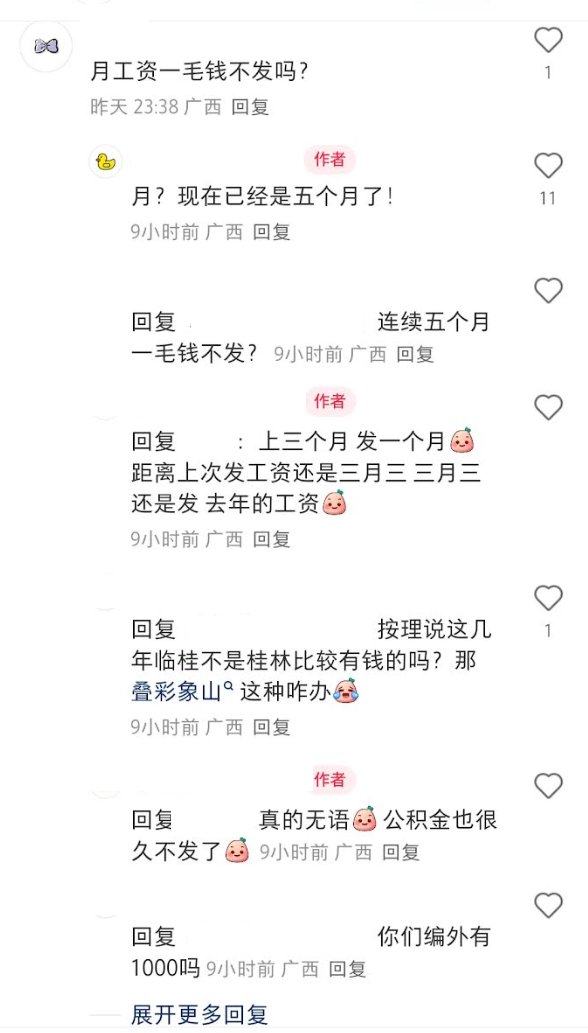 月工资一毛钱不发吗？
1
昨天 23:38 广西 回复
作者
月？现在已经是五个月了！
11
9小时前 广西 回复
回复 连续五个月
一毛钱不发？ 9小时前 广西 回复
作者
回复 ：上三个月 发一个月
距离上次发工资还是三月三 三月三
还是发 去年的工资
9小时前 广西 回复
回复 按理说这几
1
年临桂不是桂林比较有钱的吗？那
叠彩象山 这种咋办
9小时前 广西 回复
作者
回复 真的无语 公积金也很
久不发了 9小时前 广西 回复
回复 你们编外有
1000吗 9小时前 广西 回复
展开更多回复